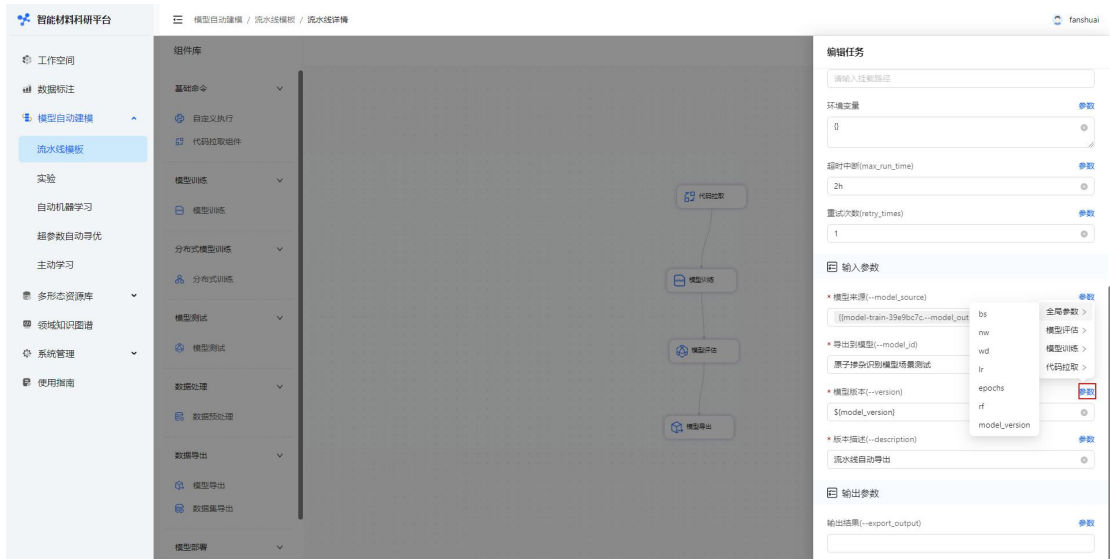 智能材料科研平台
模型自动建模 / 流水线模板 / 流水线详情
fanshuai
工作空间
数据标注
模型自动建模
流水线模板
实验
自动机器学习
超参数自动寻优
主动学习
多形态资源库
领域知识图谱
系统管理
使用指南
组件库
基础命令
自定义执行
代码拉取组件
模型训练
模型训练
分布式模型训练
分布式训练
模型测试
模型测试
数据处理
数据预处理
数据导出
模型导出
数据集导出
模型部署
代码拉取
模型训练
模型评估
模型导出
编辑任务
请输入挂载路径
环境变量 参数
{}
超时中断(max_run_time) 参数
2h
重试次数(retry_times) 参数
1
输入参数
* 模型来源(--model_source) 参数
{{model-train-39e9bc7c.--model_out
* 导出到模型(--model_id)
原子掺杂识别模型场景测试
* 模型版本(--version) 参数
${model_version}
* 版本描述(--description) 参数
流水线自动导出
bs
nw
wd
lr
epochs
rf
model_version
全局参数 >
模型评估 >
模型训练 >
代码拉取 >
输出参数
输出结果(--export_output) 参数